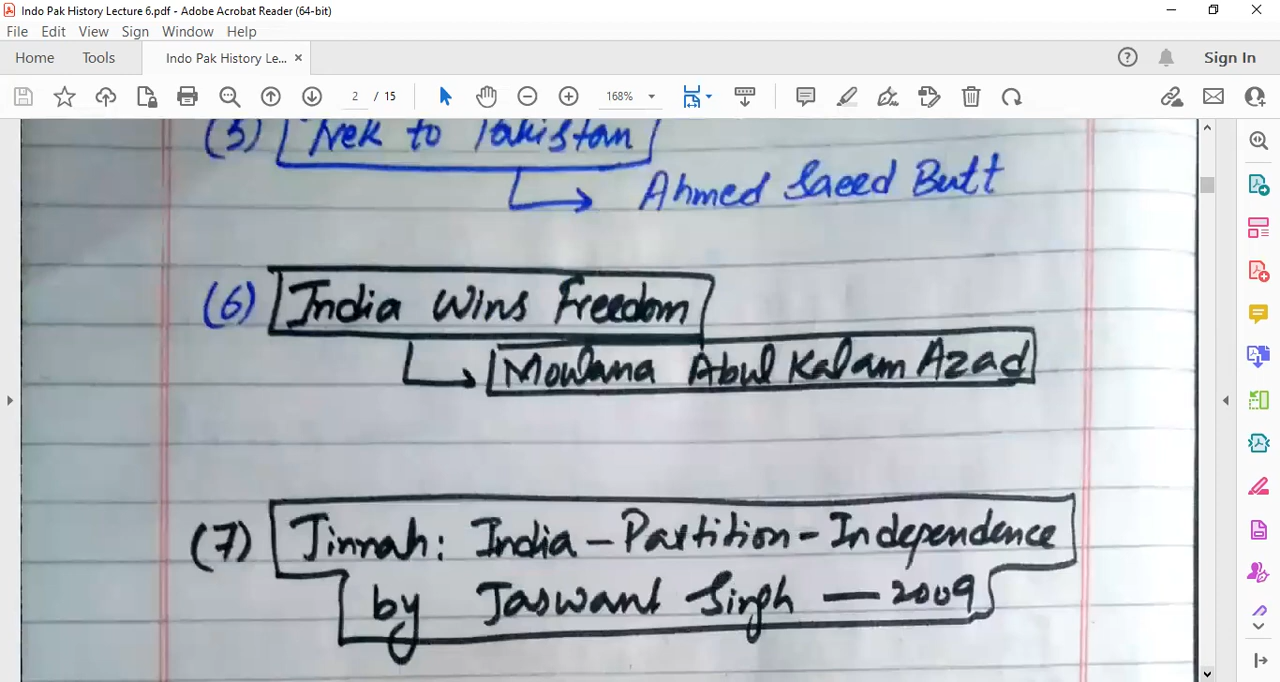 Indo Pak History Lecture 6.pdf - Adobe Acrobat Reader (64-bit)
File Edit View Sign Window Help
Home Tools Indo Pak History Le... × Sign In
2 / 15 168%
(5) Nek to Pakistan
Ahmed Saeed Butt
(6) India Wins Freedom
Mowlana Abul Kalam Azad
(7) Jinnah: India - Partition - Independence
by Jaswant Singh — 2009